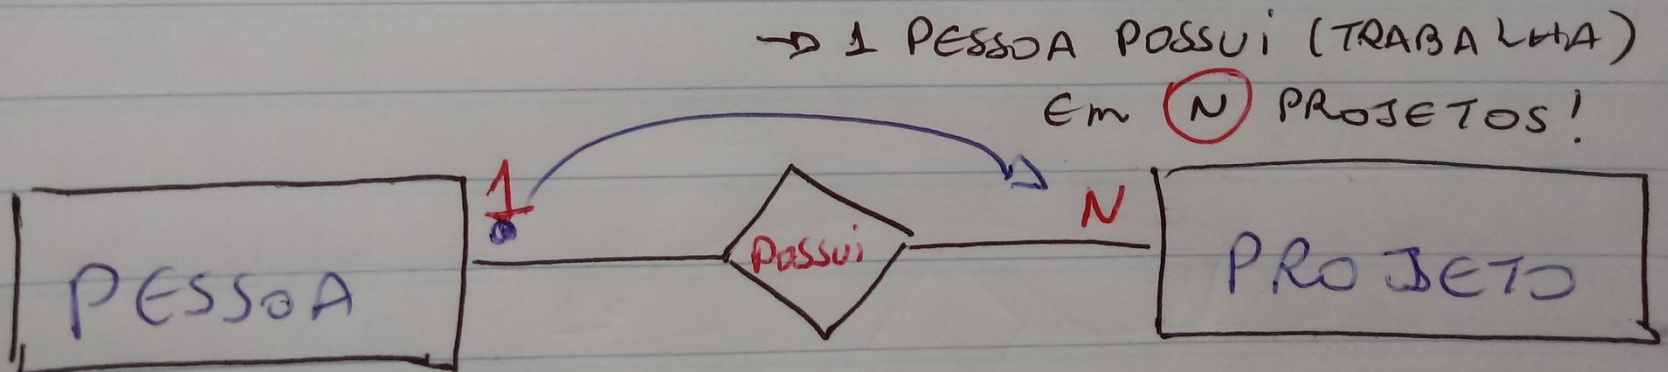 → 1 PESSOA POSSUi (TRABALHA)
Em N PROJETOS!
1
N
PESSOA
Possui
PROJETO